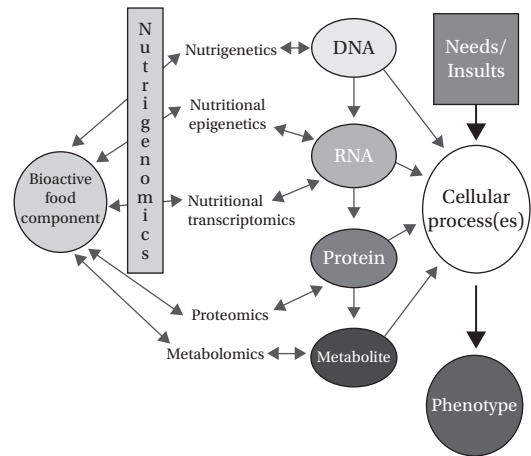 Nutrigenomics
Nutrigenetics
DNA
Needs/
Insults
Nutritional
epigenetics
RNA
Bioactive
food
component
Nutritional
transcriptomics
Cellular
process(es)
Protein
Proteomics
Metabolomics
Metabolite
Phenotype